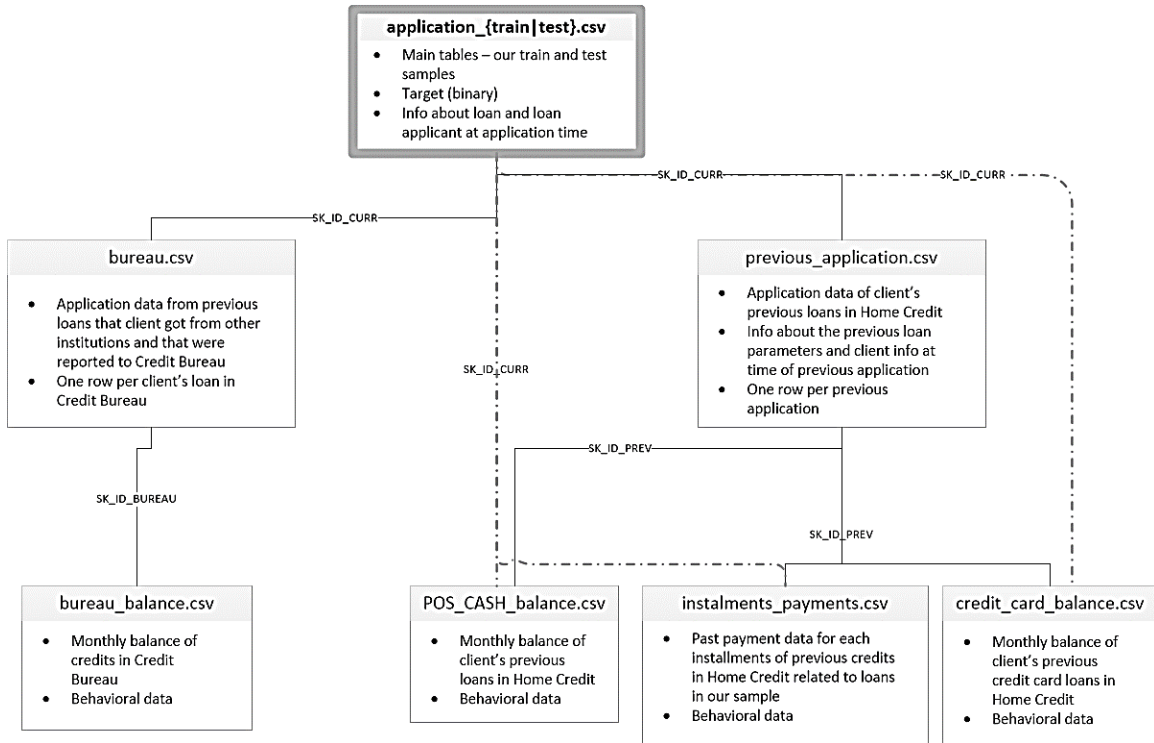 application_{train|test}.csv
• Main tables – our train and test
samples
• Target (binary)
• Info about loan and loan
applicant at application time
SK_ID_CURR
SK_ID_CURR
SK_ID_CURR
bureau.csv
• Application data from previous
loans that client got from other
institutions and that were
reported to Credit Bureau
• One row per client's loan in
Credit Bureau
previous_application.csv
• Application data of client's
previous loans in Home Credit
• Info about the previous loan
parameters and client info at
time of previous application
• One row per previous
application
SK_ID_CURR
SK_ID_PREV
SK_ID_BUREAU
SK_ID_PREV
bureau_balance.csv
• Monthly balance of
credits in Credit
Bureau
• Behavioral data
POS_CASH_balance.csv
• Monthly balance of
client's previous
loans in Home Credit
• Behavioral data
instalments_payments.csv
• Past payment data for each
installments of previous credits
in Home Credit related to loans
in our sample
• Behavioral data
credit_card_balance.csv
• Monthly balance of
client's previous
credit card loans in
Home Credit
• Behavioral data